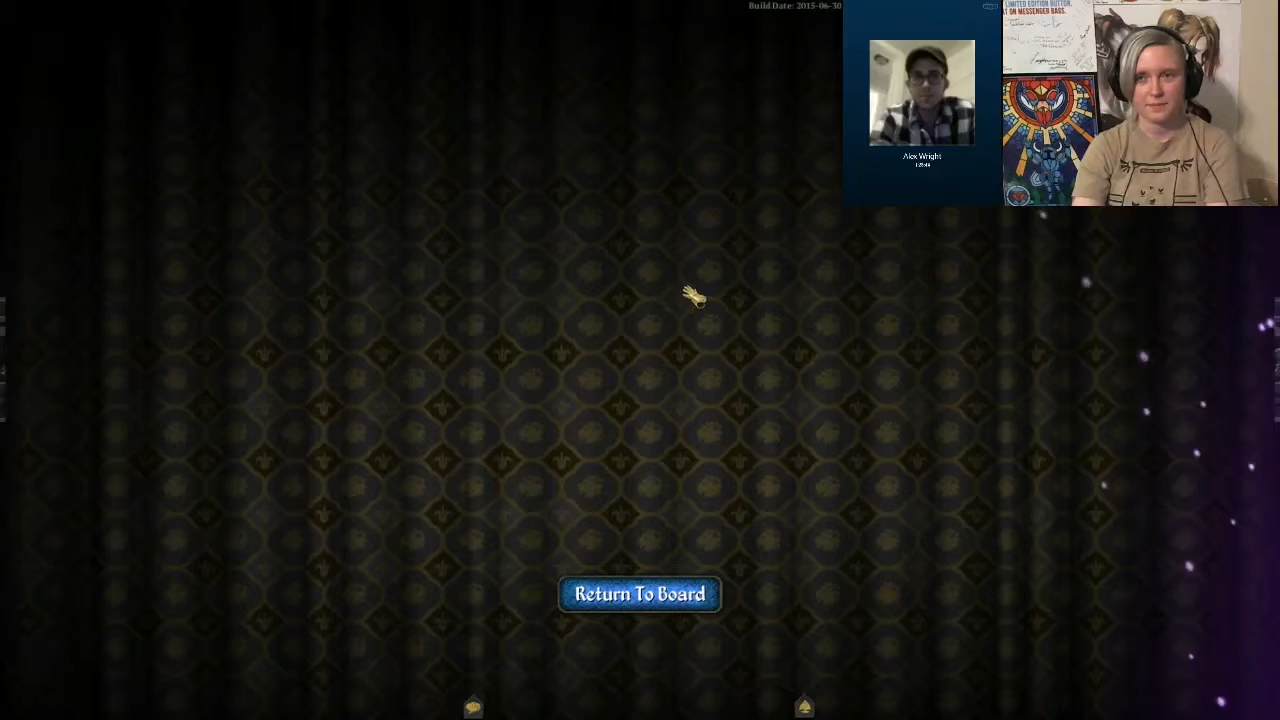 Build Date: 2015-06-30
LIMITED EDITION BUTTON.
T ON MESSENGER BAGS.
Alex Wright
Return To Board